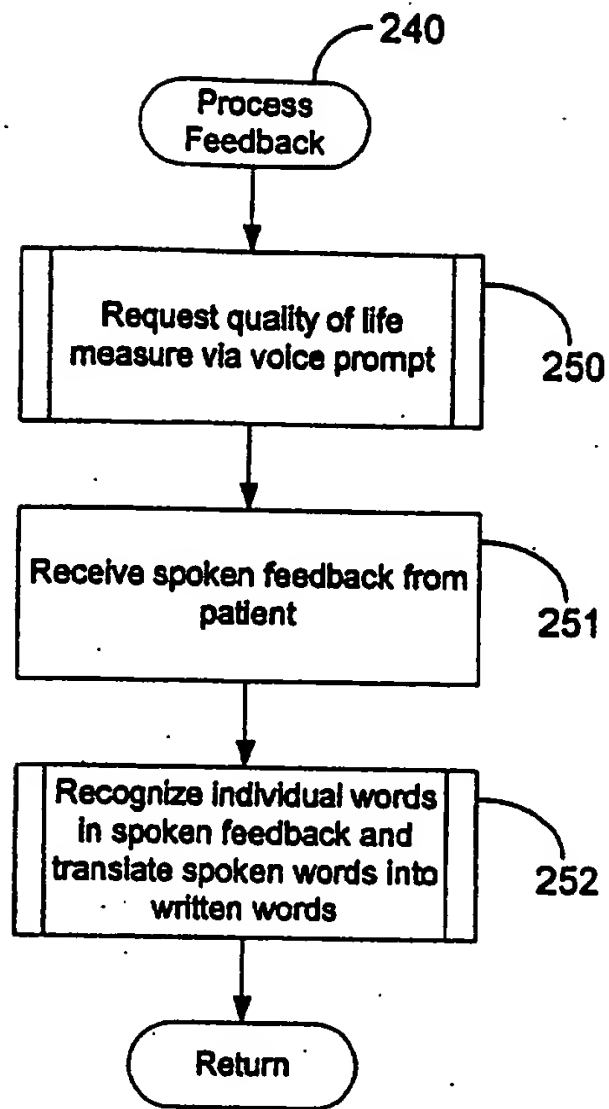 240
Process
Feedback
Request quality of life
measure via voice prompt
250
Receive spoken feedback from
patient
251
Recognize individual words
in spoken feedback and
translate spoken words into
written words
252
Return